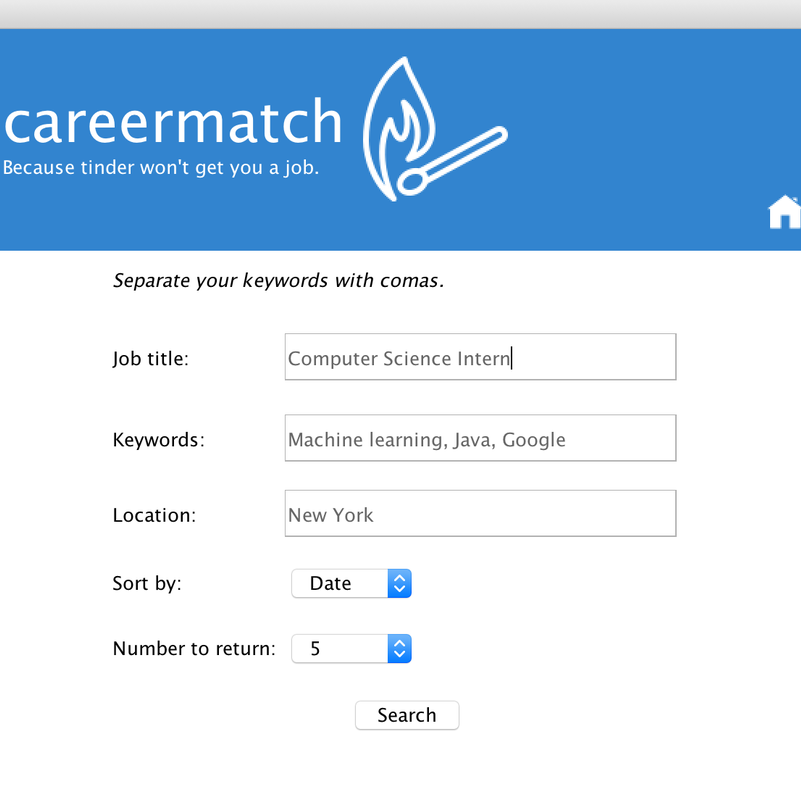 careermatch
Because tinder won't get you a job.
Separate your keywords with comas.
Job title: Computer Science Intern
Keywords: Machine learning, Java, Google
Location: New York
Sort by: Date
Number to return: 5
Search